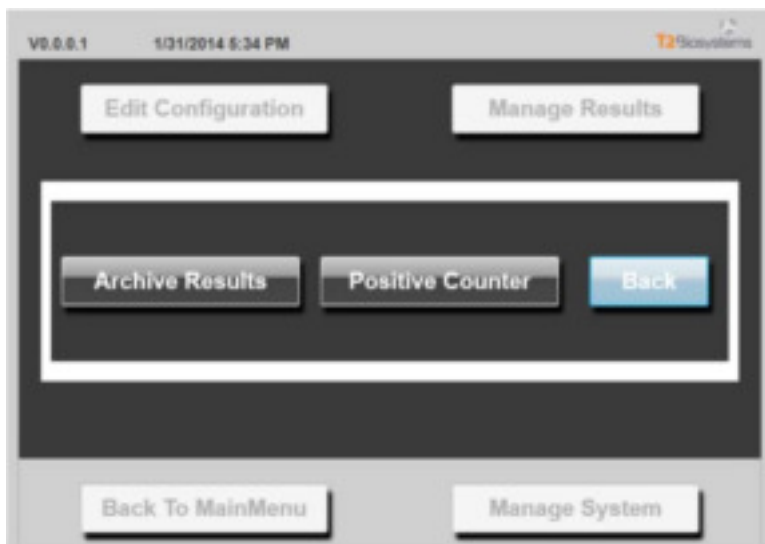 V0.0.0.1 1/31/2014 5:34 PM T2Biosystems
Edit Configuration Manage Results
Archive Results Positive Counter Back
Back To MainMenu Manage System